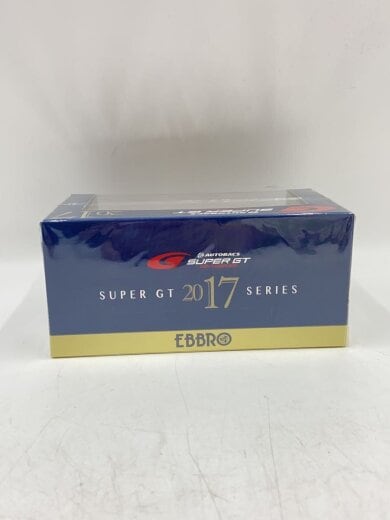 AUTOBACS
SUPER GT
SUPER GT 2017 SERIES
EBBRO